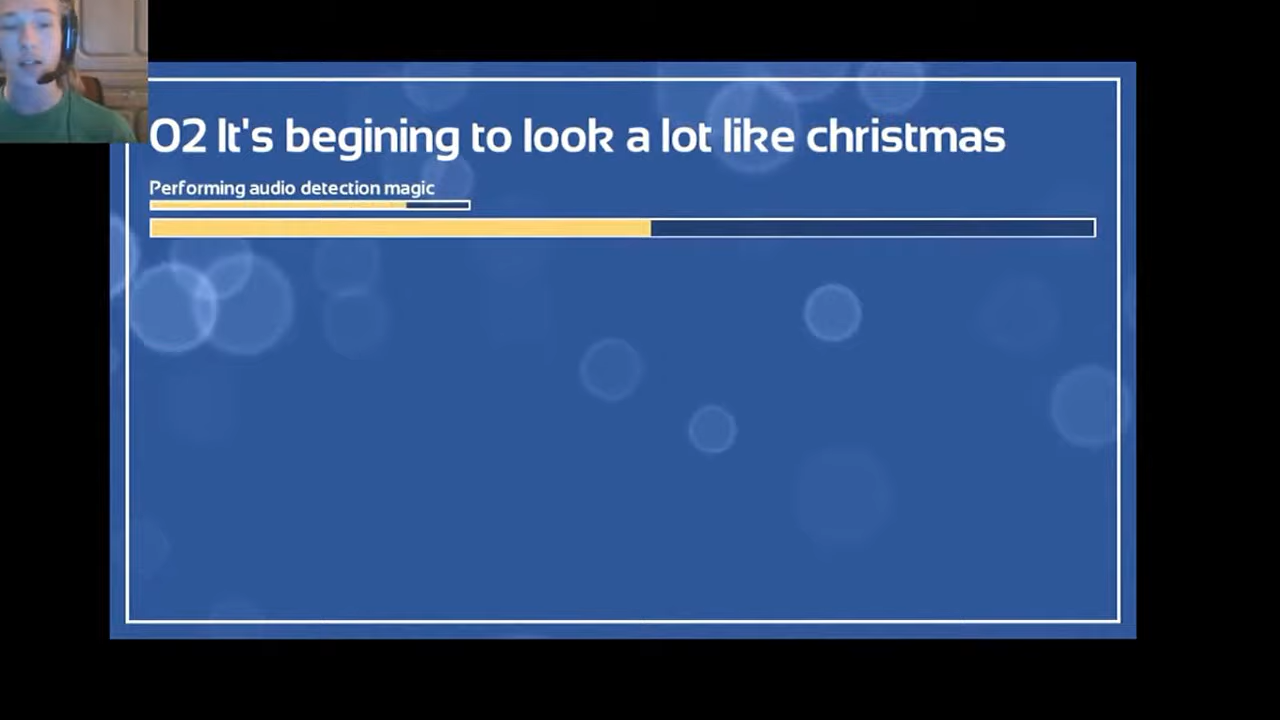 02 It's begining to look a lot like christmas
Performing audio detection magic